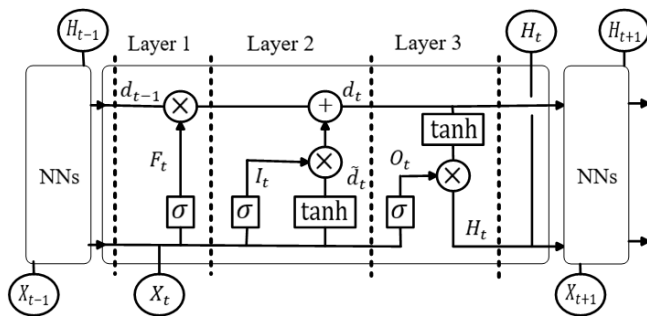 H_{t-1} Layer 1 Layer 2 Layer 3 H_t H_{t+1}
d_{t-1} × + d_t
tanh
F_t I_t × d̃_t O_t ×
NNs NNs
σ σ tanh σ H_t
X_{t-1} X_t X_{t+1}